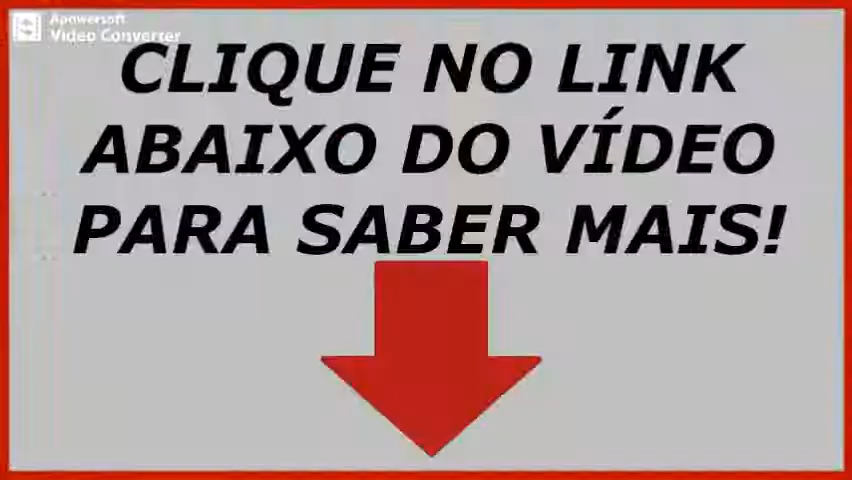 Apowersoft
Video Converter
CLIQUE NO LINK
ABAIXO DO VÍDEO
PARA SABER MAIS!